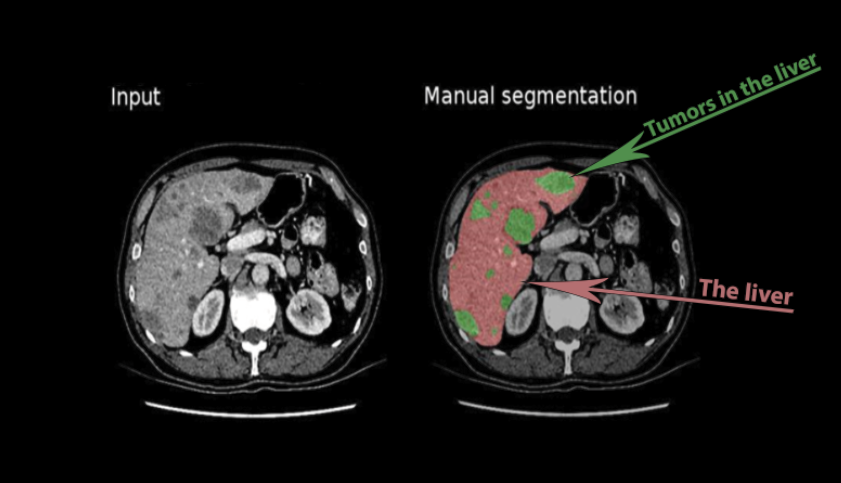 Input
Manual segmentation
Tumors in the liver
The liver